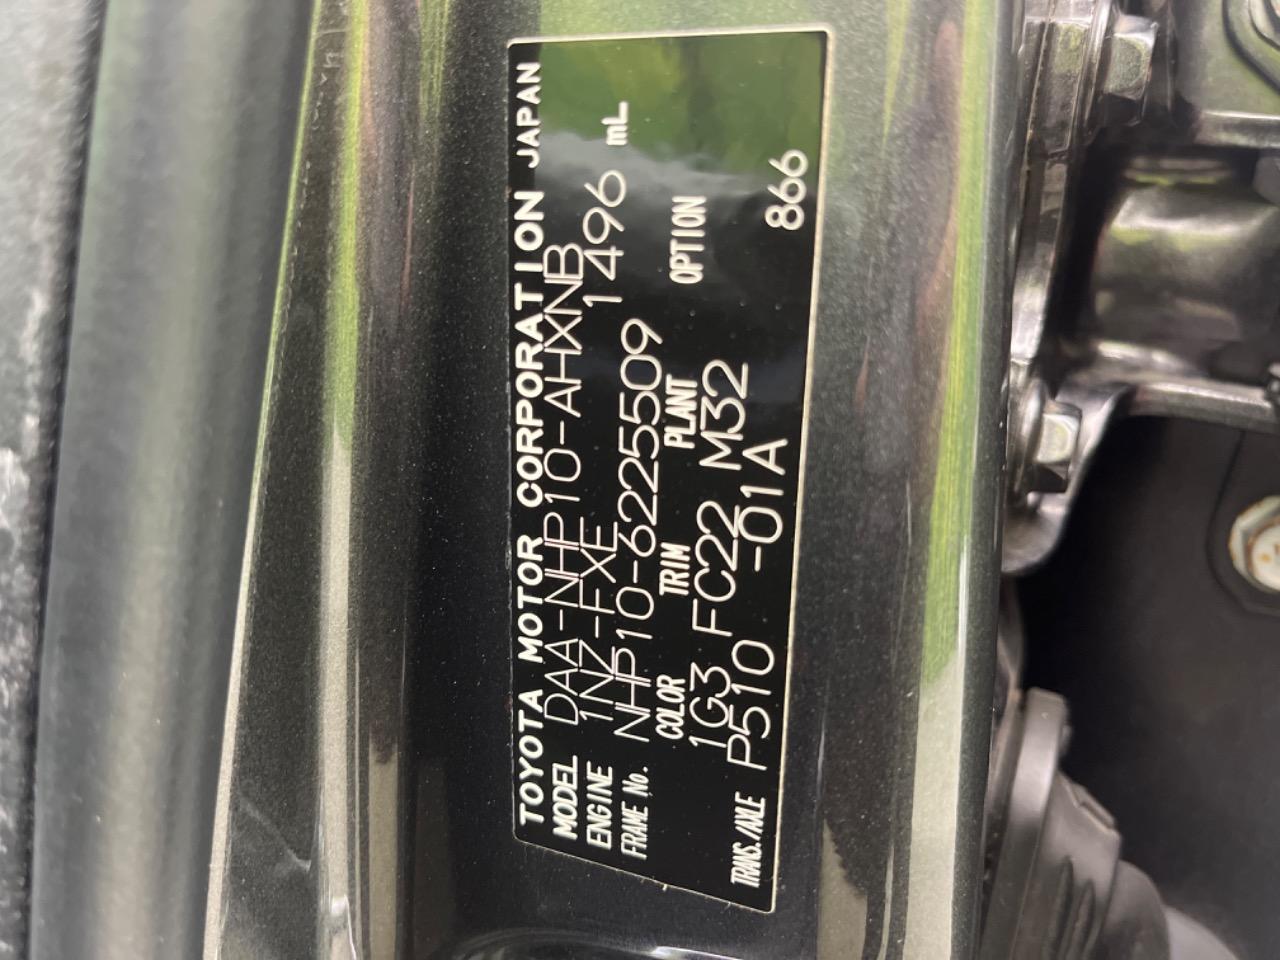 TOYOTA MOTOR CORPORATION JAPAN
MODEL DAA-NHP10-AHXNB
ENGINE 1NZ-FXE 1496 mL
FRAME No. NHP10-6225509
COLOR TRIM PLANT OPTION
1G3 FC22 M32
TRANS./AXLE P510 -01A 866